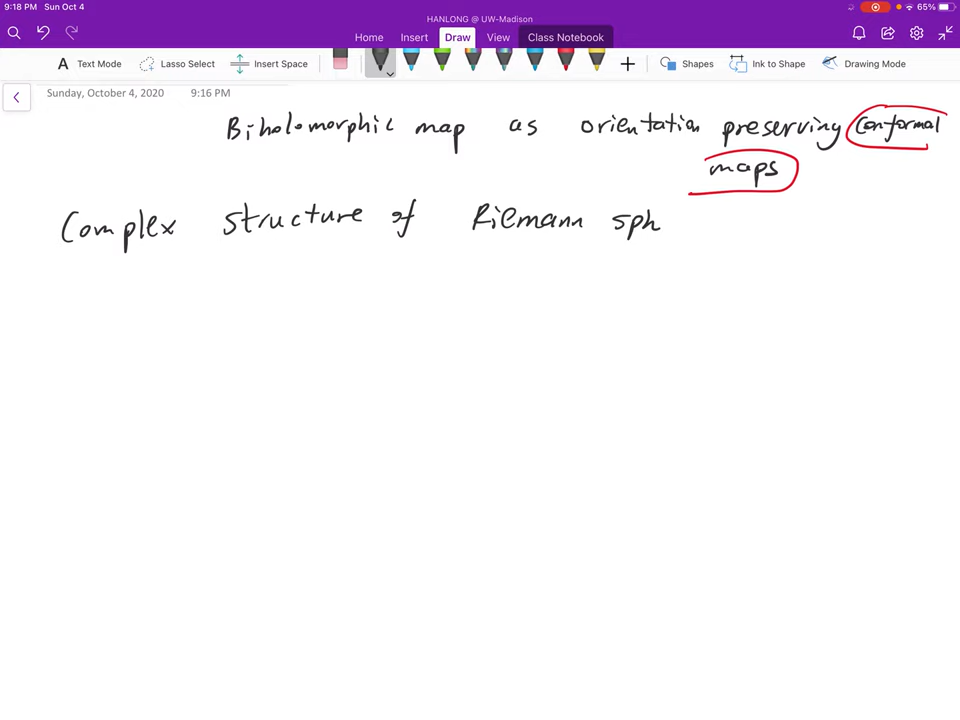 9:18 PM Sun Oct 4 65%
HANLONG @ UW-Madison
Home Insert Draw View Class Notebook
Text Mode Lasso Select Insert Space Shapes Ink to Shape Drawing Mode
Sunday, October 4, 2020 9:16 PM
Biholomorphic map as orientation preserving conformal
maps
Complex structure of Riemann sph